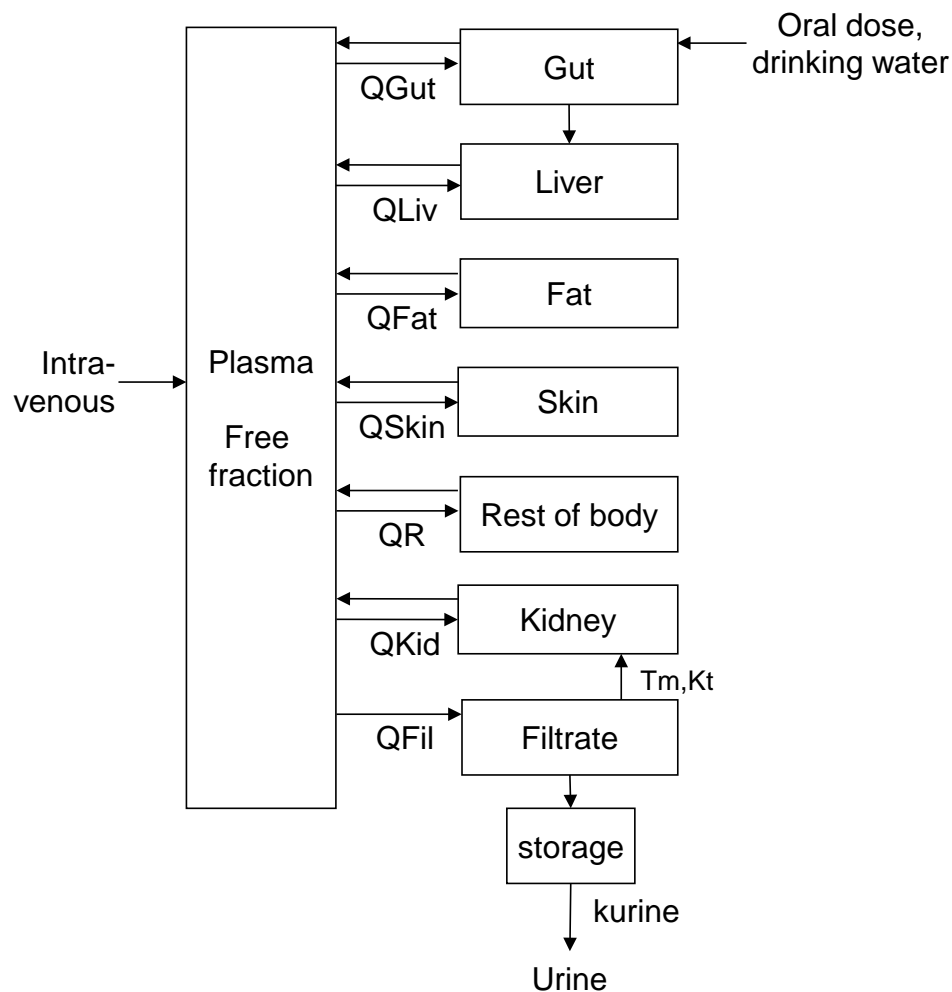 Oral dose,
drinking water
Gut
QGut
Liver
QLiv
Fat
QFat
Intra-
venous
Plasma
Free
fraction
Skin
QSkin
Rest of body
QR
Kidney
QKid
Tm,Kt
Filtrate
QFil
storage
kurine
Urine